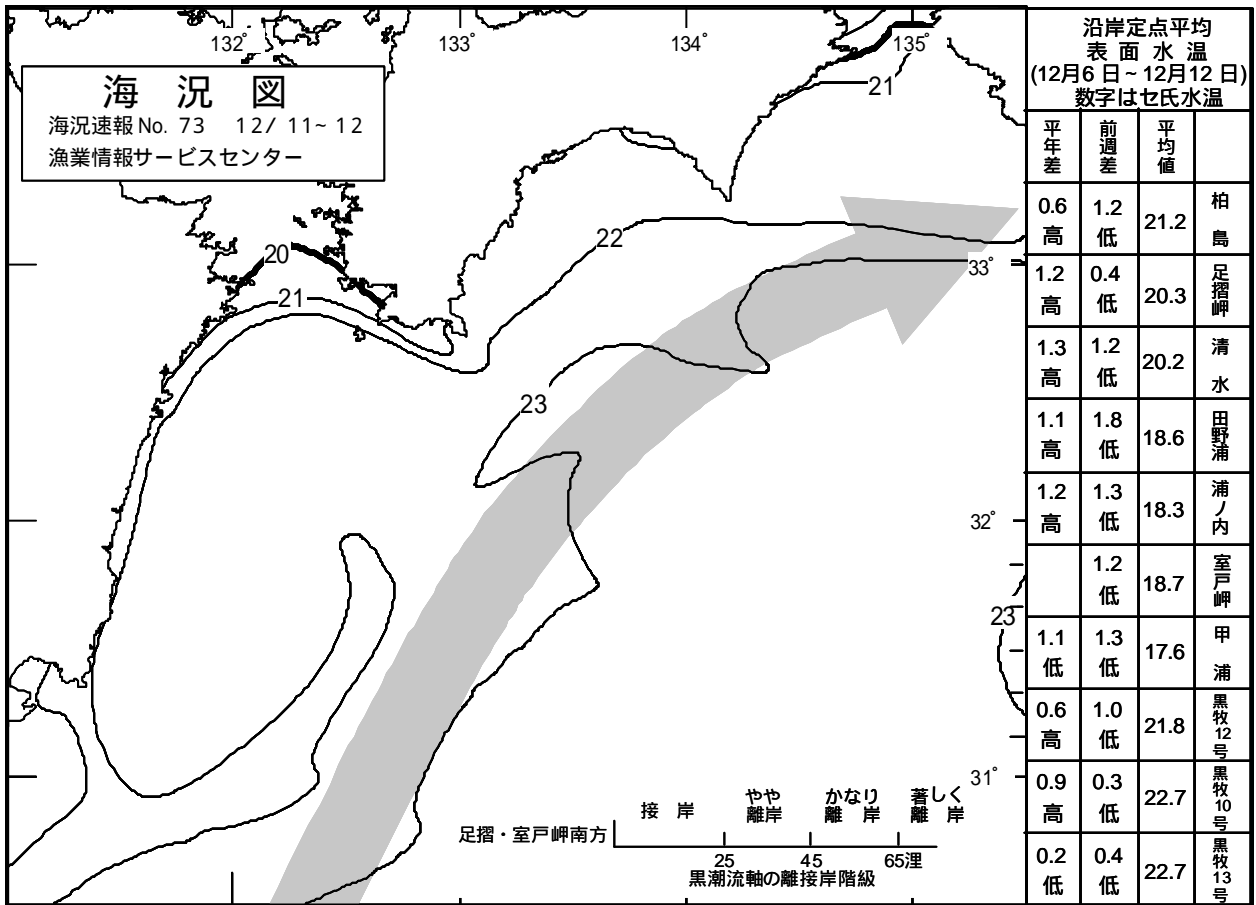 132°
133°
134°
135°
海 況 図
海況速報No. 73 12/ 11~ 12
漁業情報サービスセンター
21
22
20
21
33°
23
32°
23
31°
接 岸
やや離岸
かなり離 岸
著しく離 岸
足摺・室戸岬南方
25 45 65浬
黒潮流軸の離接岸階級
沿岸定点平均
表 面 水 温
(12月6 日~12月12 日)
数字はセ氏水温
平年差 前週差 平均値
0.6高 1.2低 21.2 柏島
1.2高 0.4低 20.3 足摺岬
1.3高 1.2低 20.2 清水
1.1高 1.8低 18.6 田野浦
1.2高 1.3低 18.3 浦ノ内
1.2低 18.7 室戸岬
1.1低 1.3低 17.6 甲浦
0.6高 1.0低 21.8 黒牧12号
0.9高 0.3低 22.7 黒牧10号
0.2低 0.4低 22.7 黒牧13号